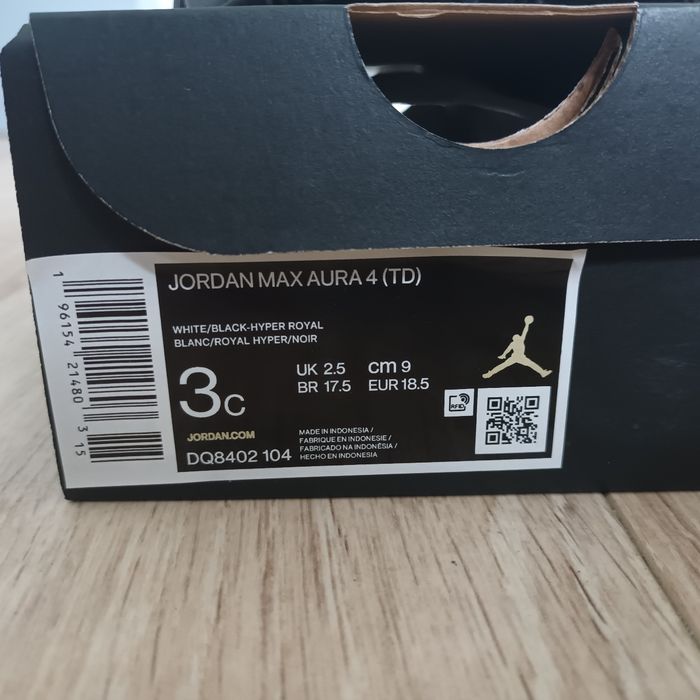 JORDAN MAX AURA 4 (TD)
WHITE/BLACK-HYPER ROYAL
BLANC/ROYAL HYPER/NOIR
3C
UK 2.5
cm 9
BR 17.5
EUR 18.5
JORDAN.COM
DQ8402 104
MADE IN INDONESIA /
FABRIQUE EN INDONESIE /
FABRICADO NA INDONÉSIA /
HECHO EN INDONESIA
RFID
1 96154 21480 3 15